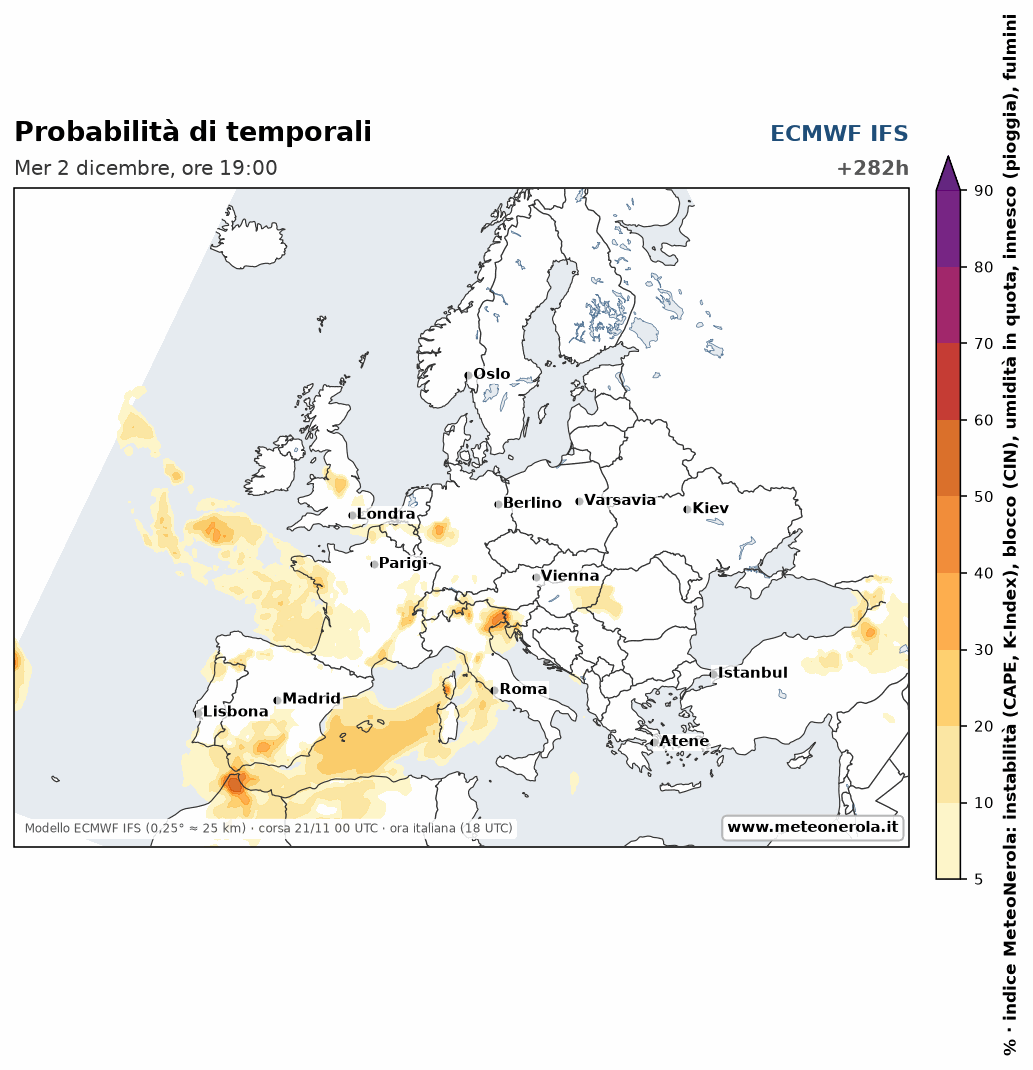 Probabilità di temporali
ECMWF IFS
Mer 2 dicembre, ore 19:00
+282h
Oslo
Berlino
Varsavia
Kiev
Londra
Parigi
Vienna
Istanbul
Roma
Madrid
Lisbona
Atene
Modello ECMWF IFS (0,25° ≈ 25 km) · corsa 21/11 00 UTC · ora italiana (18 UTC)
www.meteonerola.it
90
80
70
60
50
40
30
20
10
5
% · indice MeteoNerola: instabilità (CAPE, K-Index), blocco (CIN), umidità in quota, innesco (pioggia), fulmini